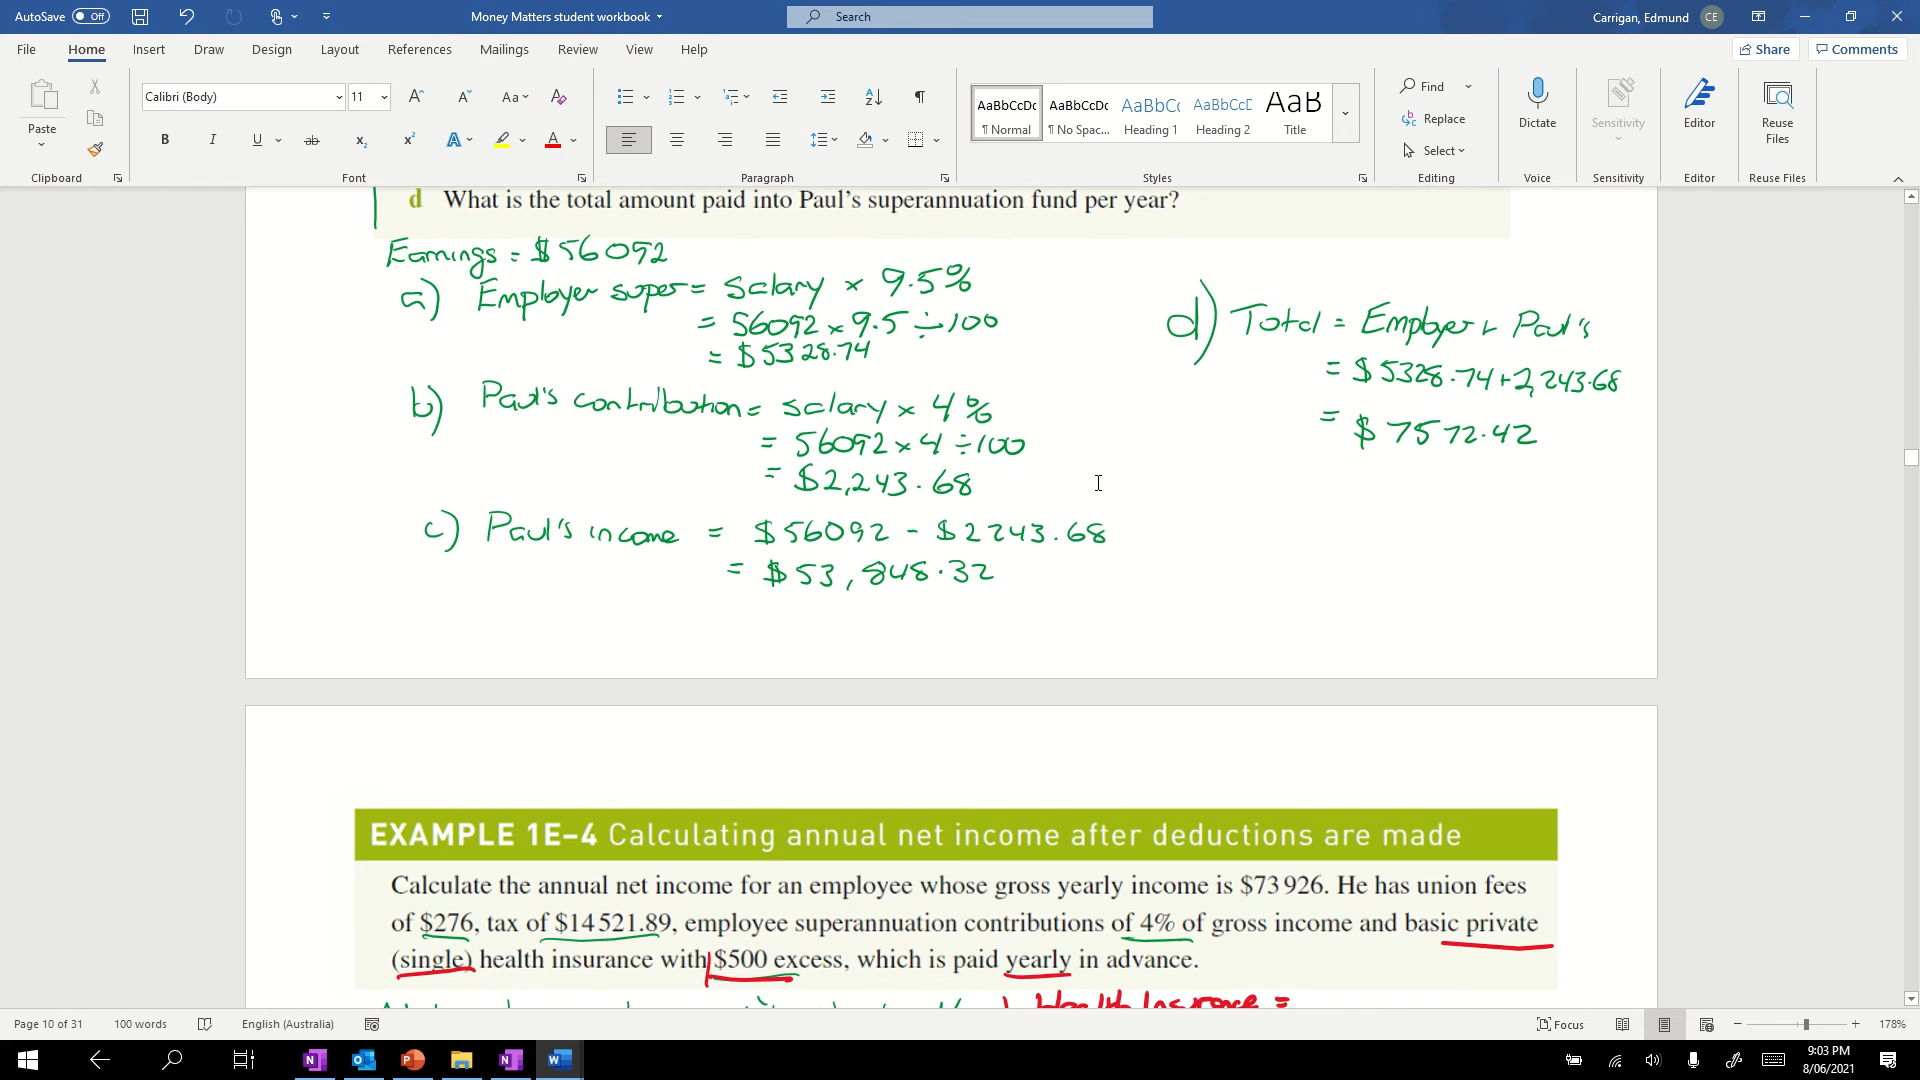 AutoSave Off
Money Matters student workbook
Search
Carrigan, Edmund CE
File Home Insert Draw Design Layout References Mailings Review View Help
Share Comments
Paste
Calibri (Body) 11
AaBbCcDc AaBbCcDc AaBbCc AaBbCcD AaB
¶ Normal ¶ No Spac... Heading 1 Heading 2 Title
Find
Replace
Select
Dictate
Sensitivity
Editor
Reuse Files
Clipboard Font Paragraph Styles Editing Voice Sensitivity Editor Reuse Files
d What is the total amount paid into Paul's superannuation fund per year?
Earnings = $56092
a) Employer super = salary × 9.5%
= 56092 × 9.5 ÷ 100
= $5328.74
b) Paul's contribution = salary × 4%
= 56092 × 4 ÷ 100
= $2,243.68
c) Paul's income = $56092 - $2243.68
= $53,848.32
d) Total = Employer + Paul's
= $5328.74 + 2,243.68
= $7572.42
EXAMPLE 1E–4 Calculating annual net income after deductions are made
Calculate the annual net income for an employee whose gross yearly income is $73 926. He has union fees
of $276, tax of $14 521.89, employee superannuation contributions of 4% of gross income and basic private
(single) health insurance with $500 excess, which is paid yearly in advance.
Health Insurance =
Page 10 of 31 100 words English (Australia) Focus 178%
9:03 PM
8/06/2021